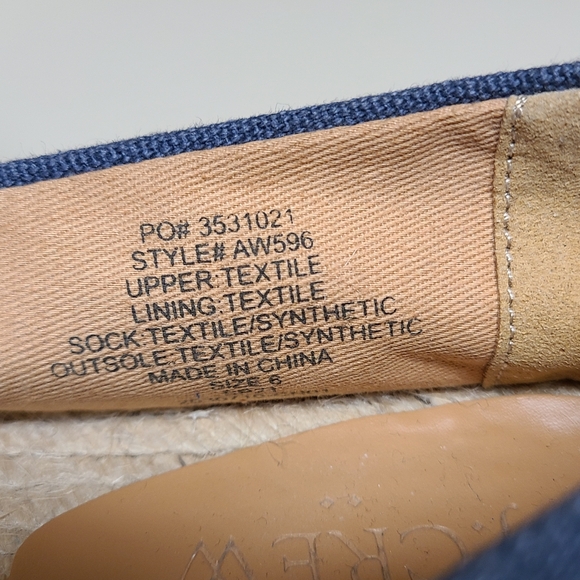 PO# 3531021
STYLE# AW596
UPPER:TEXTILE
LINING:TEXTILE
SOCK:TEXTILE/SYNTHETIC
OUTSOLE:TEXTILE/SYNTHETIC
MADE IN CHINA
SIZE 6
J.CREW